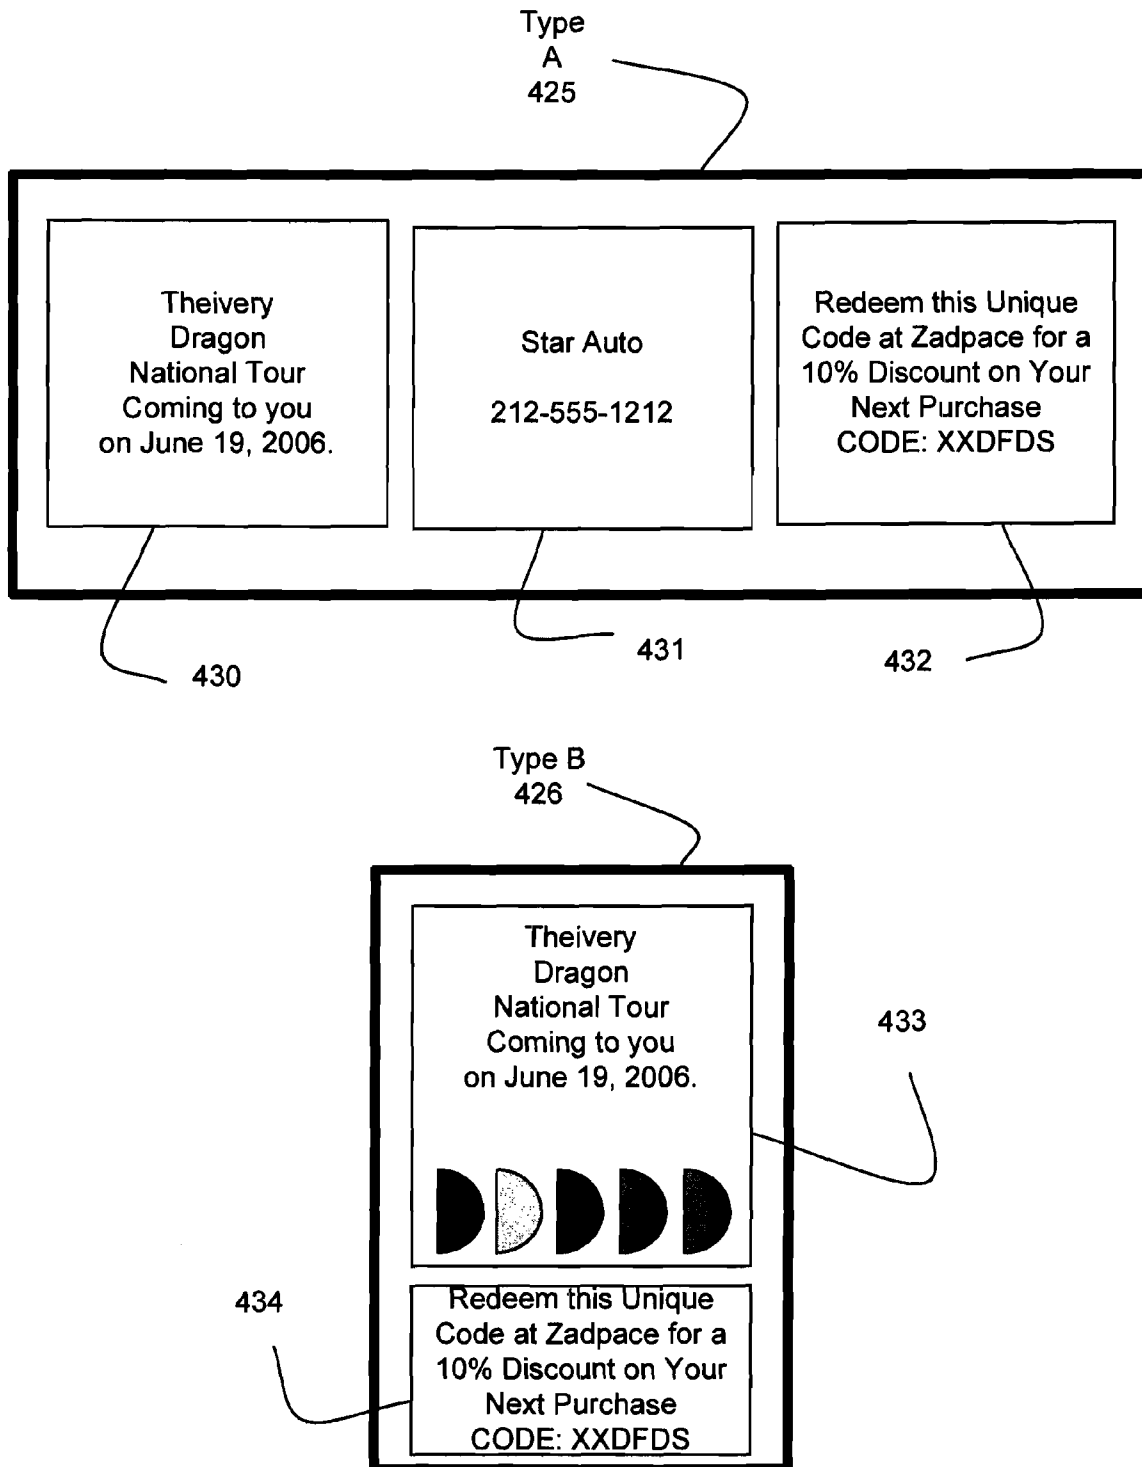 Type
A
425
Theivery
Dragon
National Tour
Coming to you
on June 19, 2006.
Star Auto
212-555-1212
Redeem this Unique
Code at Zadpace for a
10% Discount on Your
Next Purchase
CODE: XXDFDS
430
431
432
Type B
426
Theivery
Dragon
National Tour
Coming to you
on June 19, 2006.
433
434
Redeem this Unique
Code at Zadpace for a
10% Discount on Your
Next Purchase
CODE: XXDFDS